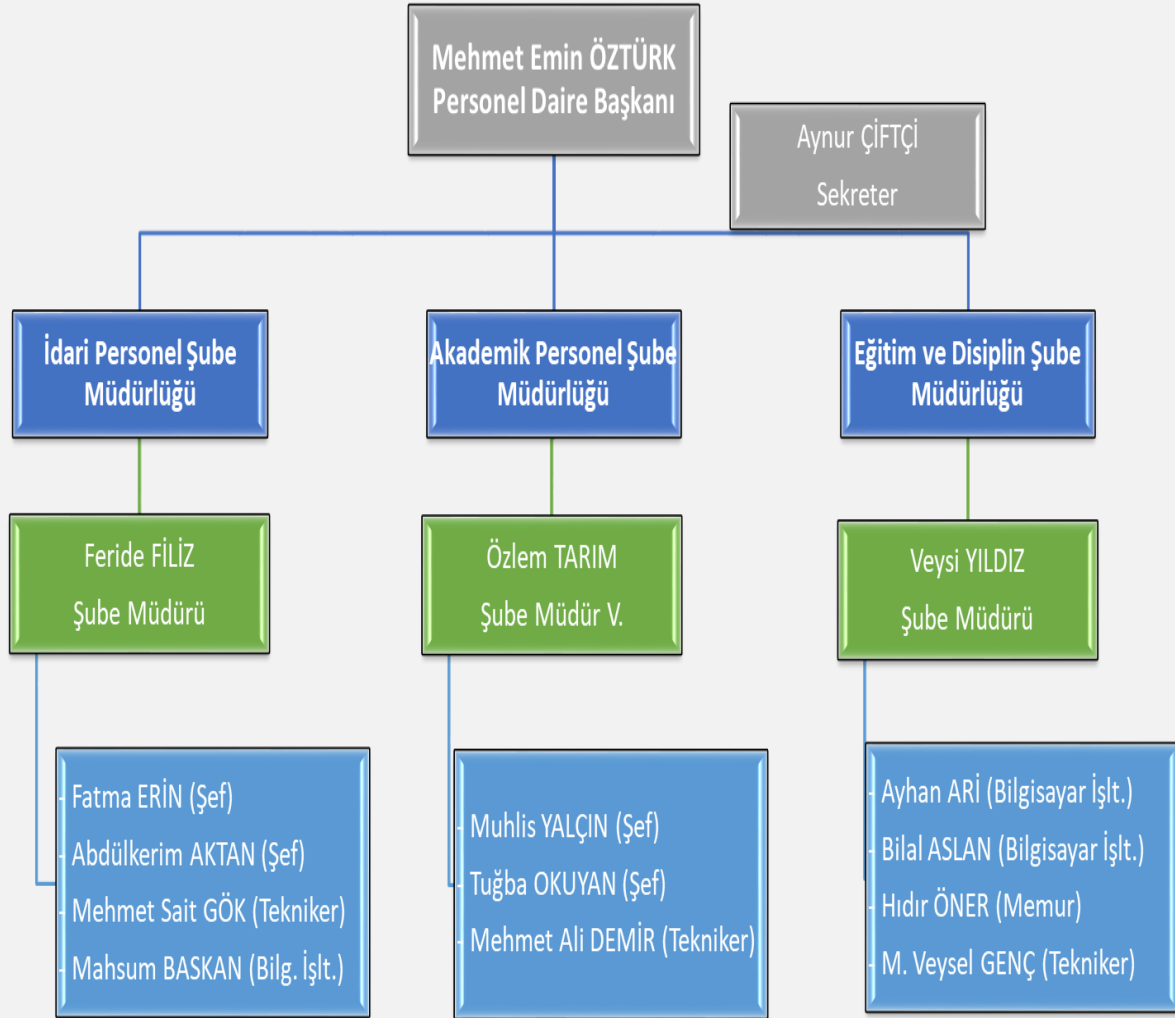 Mehmet Emin ÖZTÜRK
Personel Daire Başkanı
Aynur ÇİFTÇİ
Sekreter
İdari Personel Şube
Müdürlüğü
Akademik Personel Şube
Müdürlüğü
Eğitim ve Disiplin Şube
Müdürlüğü
Feride FİLİZ
Şube Müdürü
Özlem TARIM
Şube Müdür V.
Veysi YILDIZ
Şube Müdürü
- Fatma ERİN (Şef)
- Abdülkerim AKTAN (Şef)
- Mehmet Sait GÖK (Tekniker)
- Mahsum BASKAN (Bilg. İşlt.)
- Muhlis YALÇIN (Şef)
- Tuğba OKUYAN (Şef)
- Mehmet Ali DEMİR (Tekniker)
- Ayhan ARİ (Bilgisayar İşlt.)
- Bilal ASLAN (Bilgisayar İşlt.)
- Hıdır ÖNER (Memur)
- M. Veysel GENÇ (Tekniker)